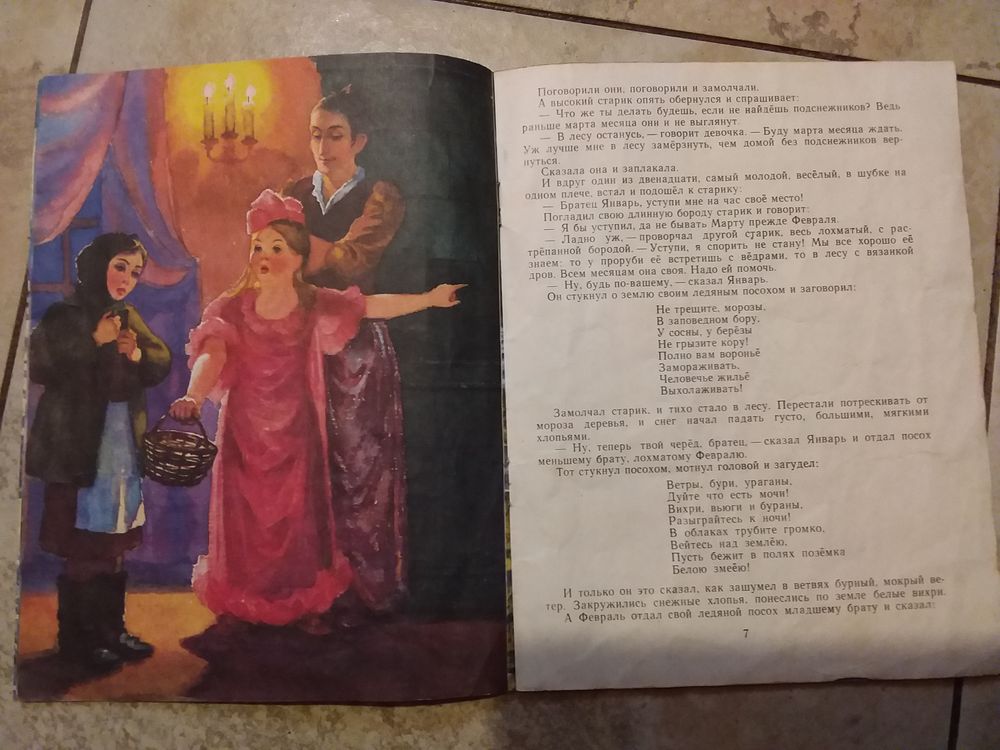 Поговорили они, поговорили и замолчали.
А высокий старик опять обернулся и спрашивает:
— Что же ты делать будешь, если не найдёшь подснежников? Ведь
раньше марта месяца они и не выглянут.
— В лесу останусь, — говорит девочка. — Буду марта месяца ждать.
Уж лучше мне в лесу замёрзнуть, чем домой без подснежников вер-
нуться.
Сказала она и заплакала.
И вдруг один из двенадцати, самый молодой, весёлый, в шубке на
одном плече, встал и подошёл к старику:
— Братец Январь, уступи мне на час своё место!
Погладил свою длинную бороду старик и говорит:
— Я бы уступил, да не бывать Марту прежде Февраля.
— Ладно уж, — проворчал другой старик, весь лохматый, с рас-
трёпанной бородой. — Уступи, я спорить не стану! Мы все хорошо её
знаем: то у проруби её встретишь с вёдрами, то в лесу с вязанкой
дров. Всем месяцам она своя. Надо ей помочь.
— Ну, будь по-вашему, — сказал Январь.
Он стукнул о землю своим ледяным посохом и заговорил:
Не трещите, морозы,
В заповедном бору,
У сосны, у берёзы
Не грызите кору!
Полно вам вороньё
Замораживать,
Человечье жильё
Выхолаживать!
Замолчал старик, и тихо стало в лесу. Перестали потрескивать от
мороза деревья, и снег начал падать густо, большими, мягкими
хлопьями.
— Ну, теперь твой черёд, братец, — сказал Январь и отдал посох
меньшему брату, лохматому Февралю.
Тот стукнул посохом, мотнул головой и загудел:
Ветры, бури, ураганы,
Дуйте что есть мочи!
Вихри, вьюги и бураны,
Разыграйтесь к ночи!
В облаках трубите громко,
Вейтесь над землёю,
Пусть бежит в полях позёмка
Белою змеёю!
И только он это сказал, как зашумел в ветвях бурный, мокрый ве-
тер. Закружились снежные хлопья, понеслись по земле белые вихри.
А Февраль отдал свой ледяной посох младшему брату и сказал:
7